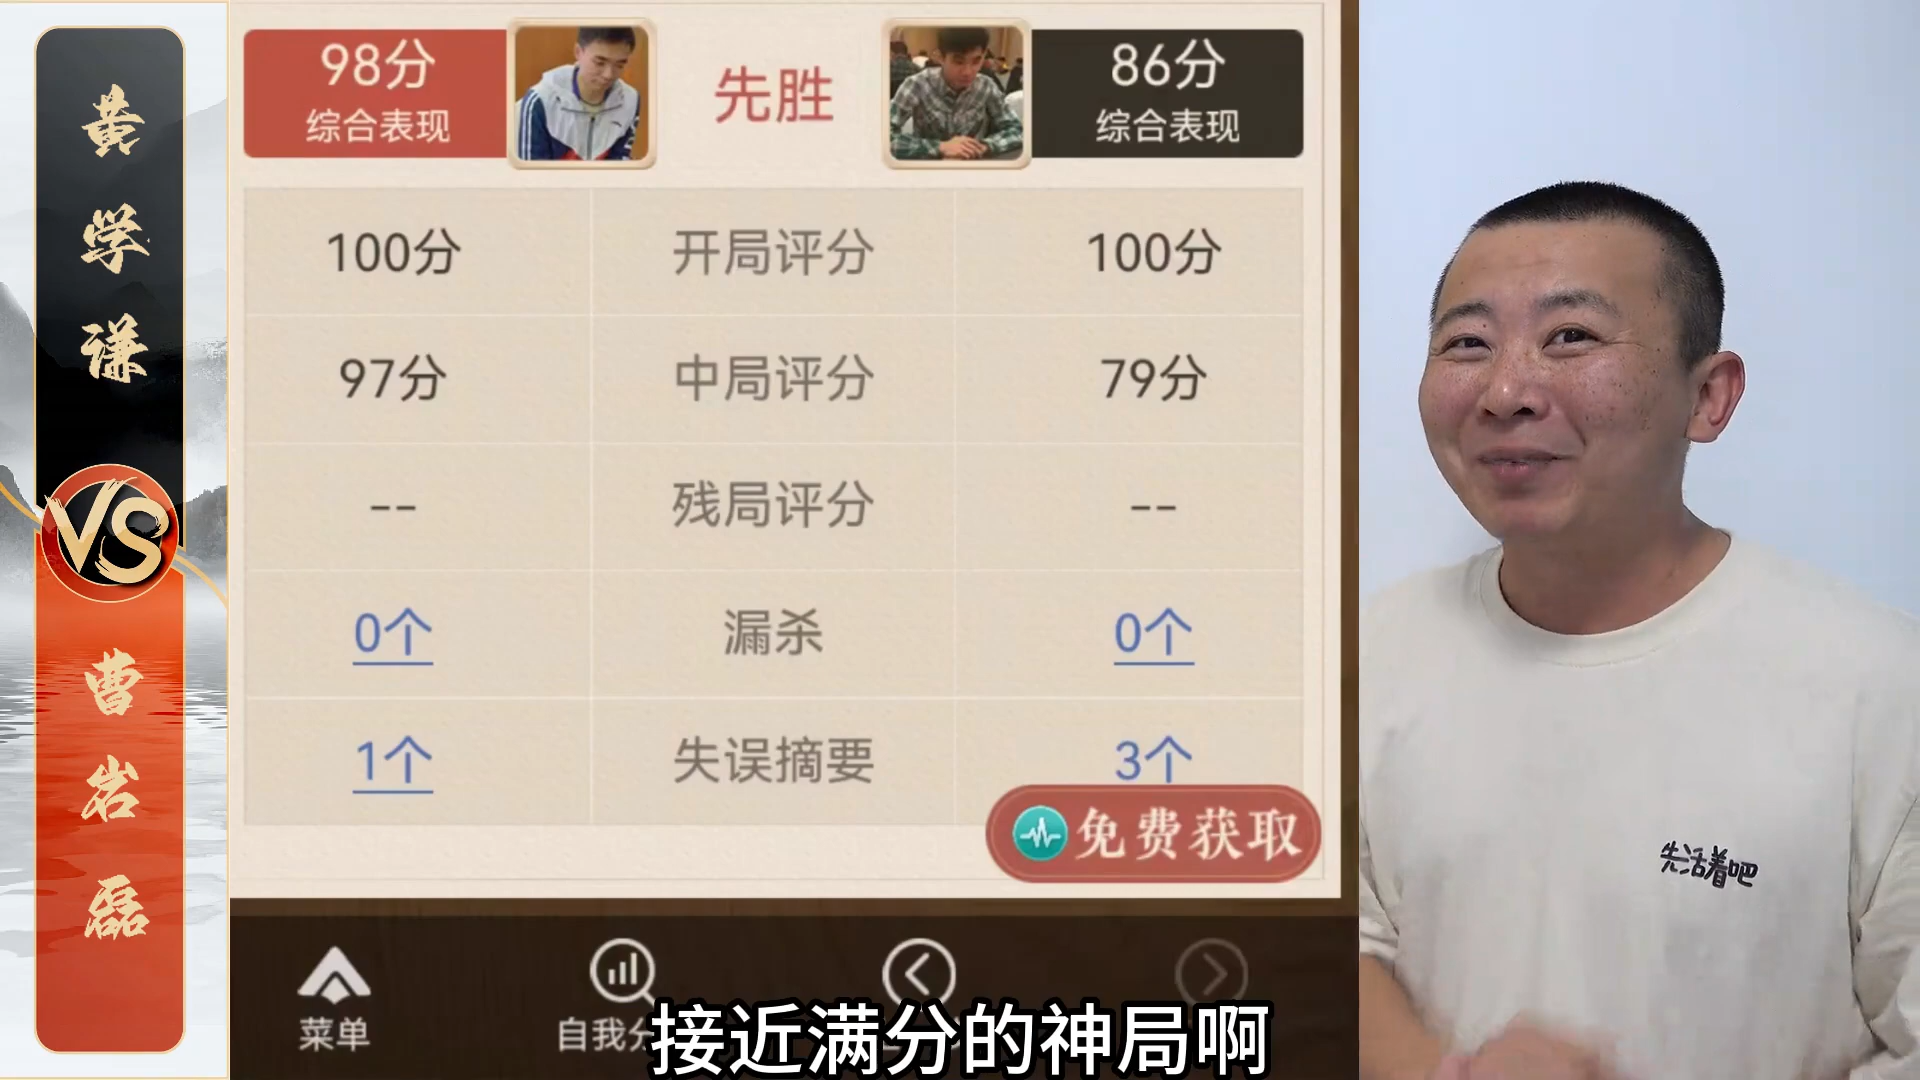 黄学谦
VS
曹岩磊
98分
综合表现
先胜
86分
综合表现
100分 开局评分 100分
97分 中局评分 79分
-- 残局评分 --
0个 漏杀 0个
1个 失误摘要 3个
免费获取
菜单
自我分
接近满分的神局啊
先活着吧